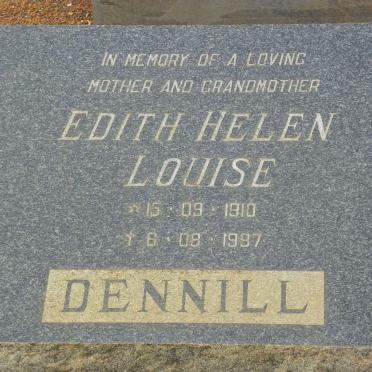 IN MEMORY OF A LOVING
MOTHER AND GRANDMOTHER
EDITH HELEN
LOUISE
☆ 15 · 09 · 1910
† 6 · 08 · 1997
DENNILL